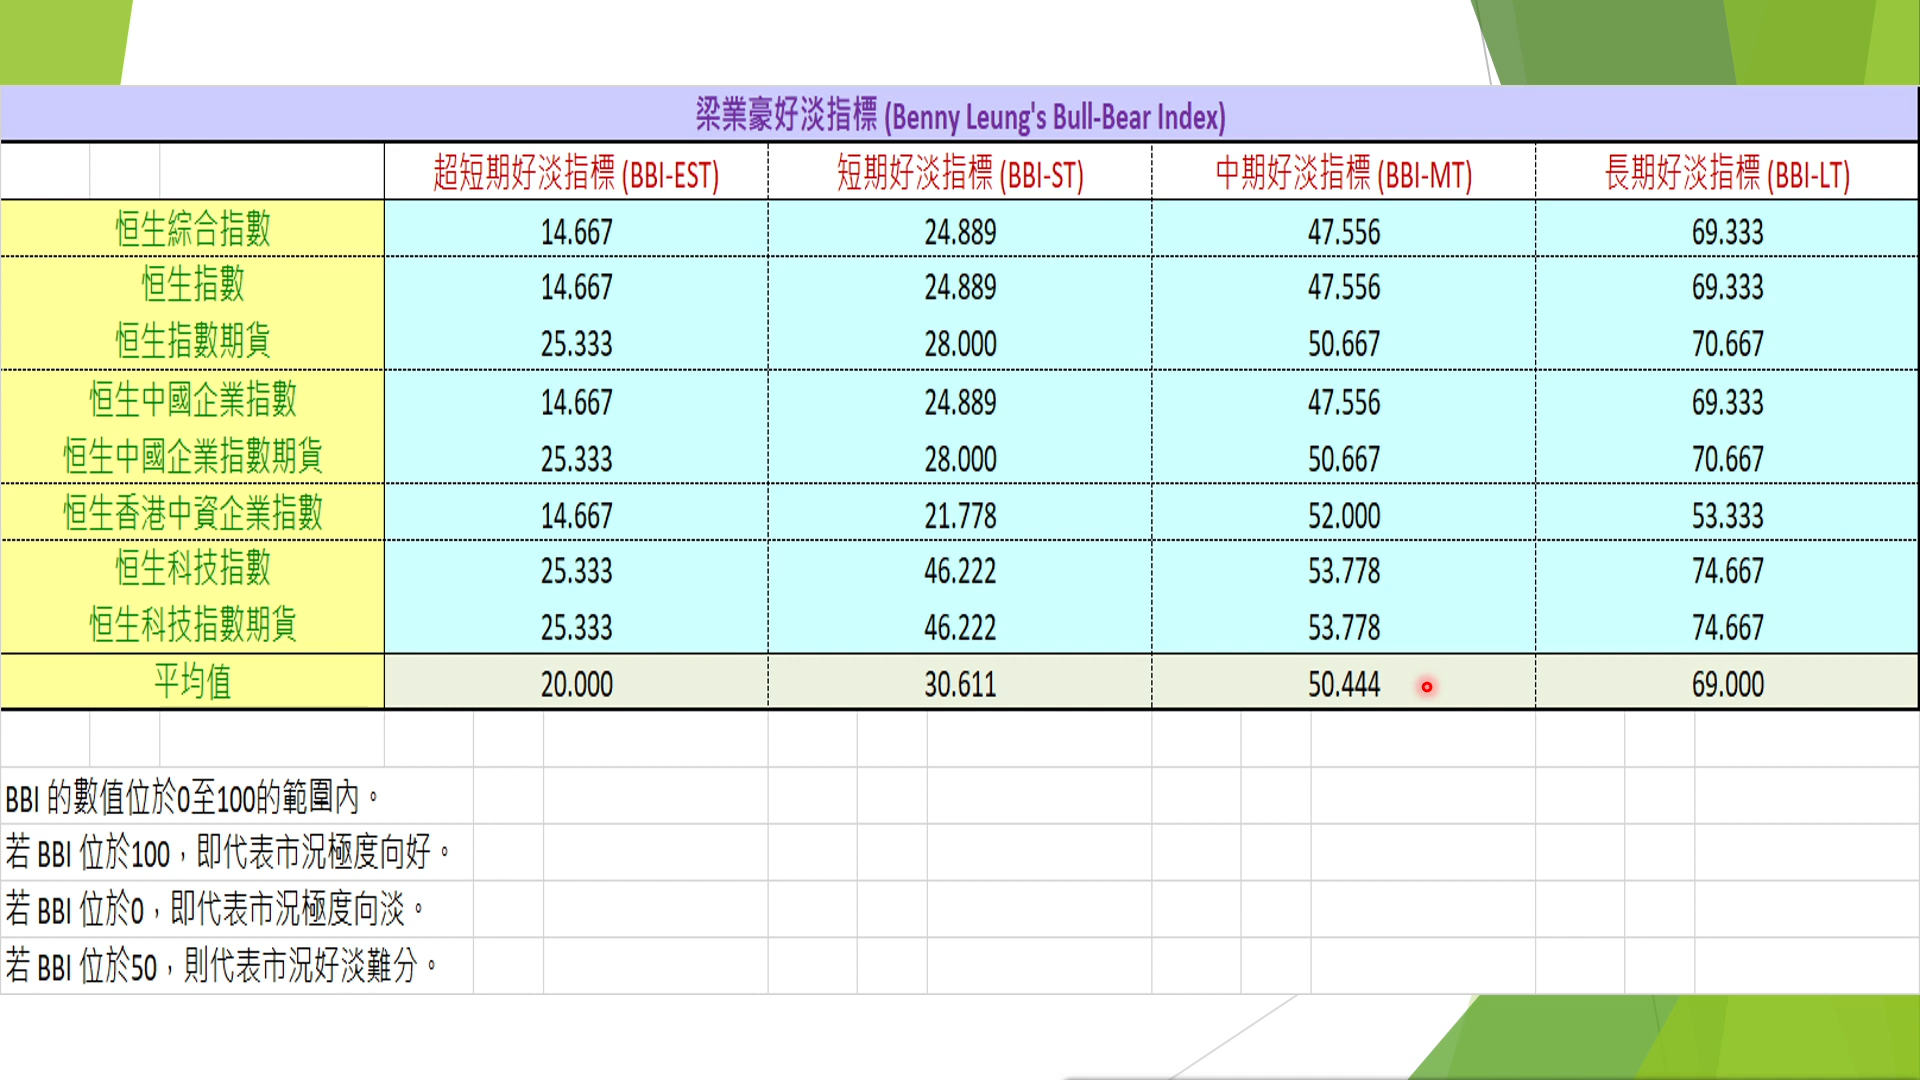 梁業豪好淡指標 (Benny Leung's Bull-Bear Index)
超短期好淡指標 (BBI-EST) 短期好淡指標 (BBI-ST) 中期好淡指標 (BBI-MT) 長期好淡指標 (BBI-LT)
恒生綜合指數 14.667 24.889 47.556 69.333
恒生指數 14.667 24.889 47.556 69.333
恒生指數期貨 25.333 28.000 50.667 70.667
恒生中國企業指數 14.667 24.889 47.556 69.333
恒生中國企業指數期貨 25.333 28.000 50.667 70.667
恒生香港中資企業指數 14.667 21.778 52.000 53.333
恒生科技指數 25.333 46.222 53.778 74.667
恒生科技指數期貨 25.333 46.222 53.778 74.667
平均值 20.000 30.611 50.444 69.000
BBI 的數值位於0至100的範圍內。
若 BBI 位於100，即代表市況極度向好。
若 BBI 位於0，即代表市況極度向淡。
若 BBI 位於50，則代表市況好淡難分。